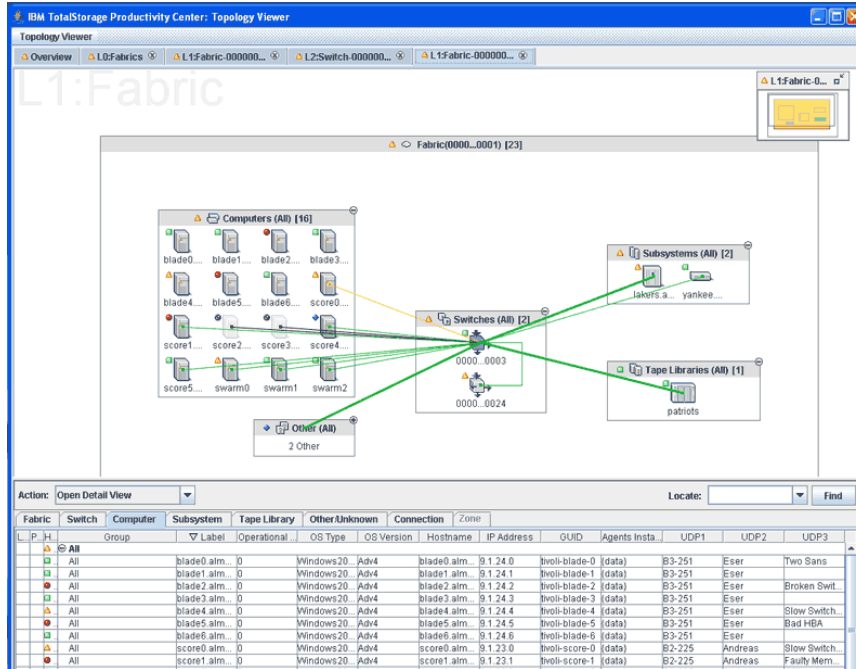 IBM TotalStorage Productivity Center: Topology Viewer
Topology Viewer
Overview L0:Fabrics L1:Fabric-000000... L2:Switch-000000... L1:Fabric-000000...
L1:Fabric
L1:Fabric-0...
Fabric(0000...0001) [23]
Computers (All) [16]
blade0.... blade1.... blade2.... blade3....
blade4.... blade5.... blade6.... score0....
score1.... score2.... score3.... score4....
score5.... swarm0 swarm1 swarm2
Subsystems (All) [2]
lakers.a... yankee....
Switches (All) [2]
0000...0003
0000...0024
Tape Libraries (All) [1]
patriots
Other (All)
2 Other
Action: Open Detail View Locate: Find
Fabric Switch Computer Subsystem Tape Library Other/Unknown Connection Zone
L... P... H... Group Label Operational ... OS Type OS Version Hostname IP Address GUID Agents Insta... UDP1 UDP2 UDP3
All
All blade0.alm... 0 Windows20... Adv4 blade0.alm... 9.1.24.0 tivoli-blade-0 (data) B3-251 Eser Two Sans
All blade1.alm... 0 Windows20... Adv4 blade1.alm... 9.1.24.1 tivoli-blade-1 (data) B3-251 Eser
All blade2.alm... 0 Windows20... Adv4 blade2.alm... 9.1.24.2 tivoli-blade-2 (data) B3-251 Eser Broken Swit...
All blade3.alm... 0 Windows20... Adv4 blade3.alm... 9.1.24.3 tivoli-blade-3 (data) B3-251 Eser
All blade4.alm... 0 Windows20... Adv4 blade4.alm... 9.1.24.4 tivoli-blade-4 (data) B3-251 Eser Slow Switch...
All blade5.alm... 0 Windows20... Adv4 blade5.alm... 9.1.24.5 tivoli-blade-5 (data) B3-251 Eser Bad HBA
All blade6.alm... 0 Windows20... Adv4 blade6.alm... 9.1.24.6 tivoli-blade-6 (data) B3-251 Eser
All score0.alm... 0 Windows20... Adv4 score0.alm... 9.1.23.0 tivoli-score-0 (data) B2-225 Andreas Slow Switch...
All score1.alm... 0 Windows20... Adv4 score1.alm... 9.1.23.1 tivoli-score-1 (data) B2-225 Andreas Faulty Mem...